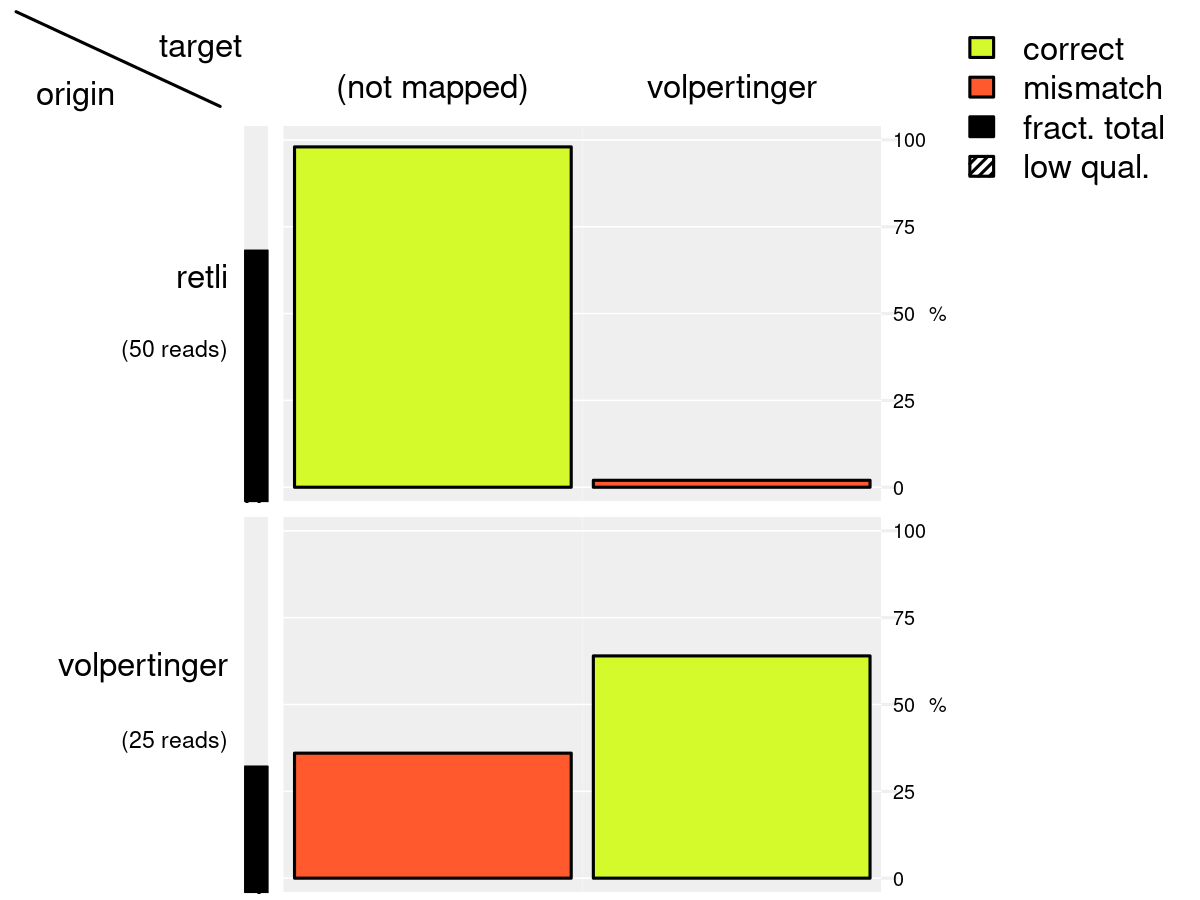 target
origin
(not mapped) volpertinger
correct
mismatch
fract. total
low qual.
retli
(50 reads)
100
75
50 %
25
0
volpertinger
(25 reads)
100
75
50 %
25
0